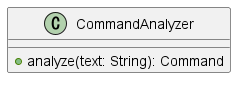 C CommandAnalyzer
analyze(text: String): Command